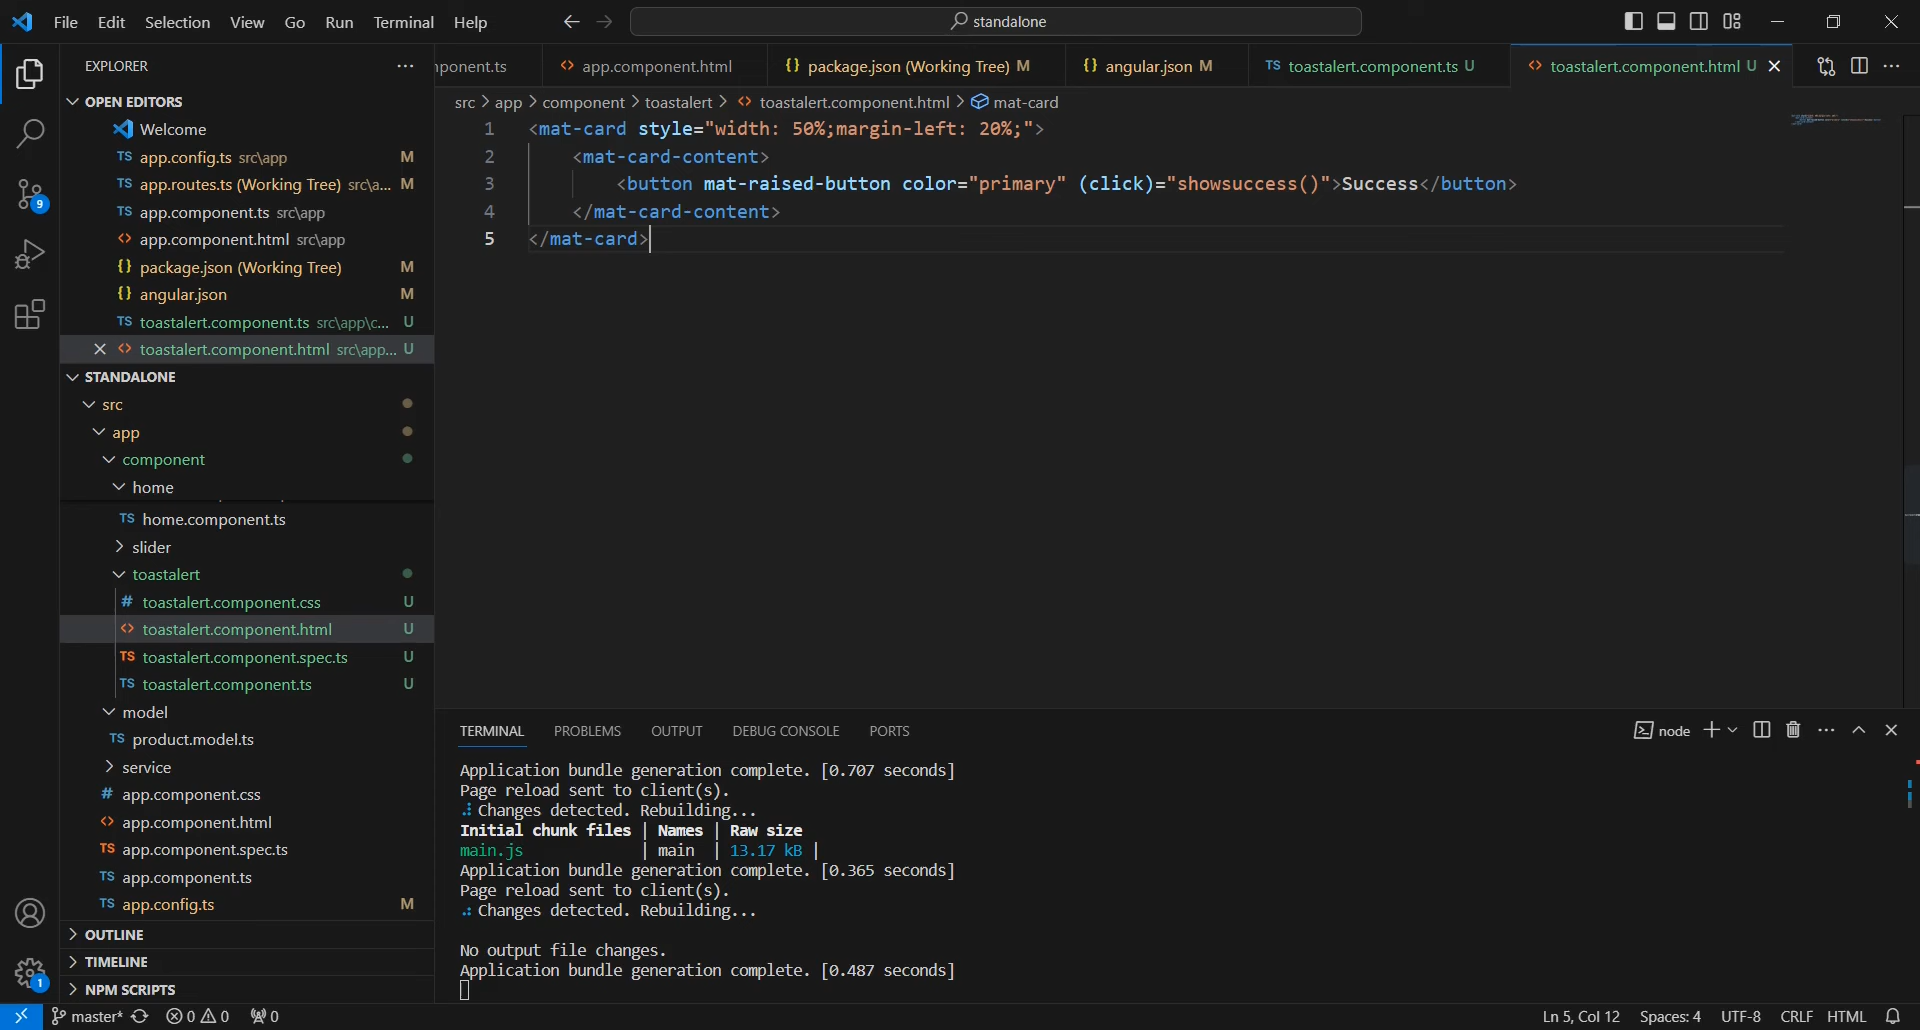 File Edit Selection View Go Run Terminal Help
standalone
EXPLORER
OPEN EDITORS
Welcome
app.config.ts src\app M
app.routes.ts (Working Tree) src\a... M
app.component.ts src\app
app.component.html src\app
package.json (Working Tree) M
angular.json M
toastalert.component.ts src\app\c... U
toastalert.component.html src\app... U
STANDALONE
src
app
component
home
home.component.ts
slider
toastalert
toastalert.component.css U
toastalert.component.html U
toastalert.component.spec.ts U
toastalert.component.ts U
model
product.model.ts
service
app.component.css
app.component.html
app.component.spec.ts
app.component.ts
app.config.ts M
OUTLINE
TIMELINE
NPM SCRIPTS
ponent.ts app.component.html package.json (Working Tree) M angular.json M toastalert.component.ts U toastalert.component.html U
src > app > component > toastalert > toastalert.component.html > mat-card
1 <mat-card style="width: 50%;margin-left: 20%;">
2 <mat-card-content>
3 <button mat-raised-button color="primary" (click)="showsuccess()">Success</button>
4 </mat-card-content>
5 </mat-card>
TERMINAL PROBLEMS OUTPUT DEBUG CONSOLE PORTS
node
Application bundle generation complete. [0.707 seconds]
Page reload sent to client(s).
Changes detected. Rebuilding...
Initial chunk files | Names | Raw size
main.js | main | 13.17 kB |
Application bundle generation complete. [0.365 seconds]
Page reload sent to client(s).
Changes detected. Rebuilding...
No output file changes.
Application bundle generation complete. [0.487 seconds]
9
1
master* 0 0 0
Ln 5, Col 12 Spaces: 4 UTF-8 CRLF HTML